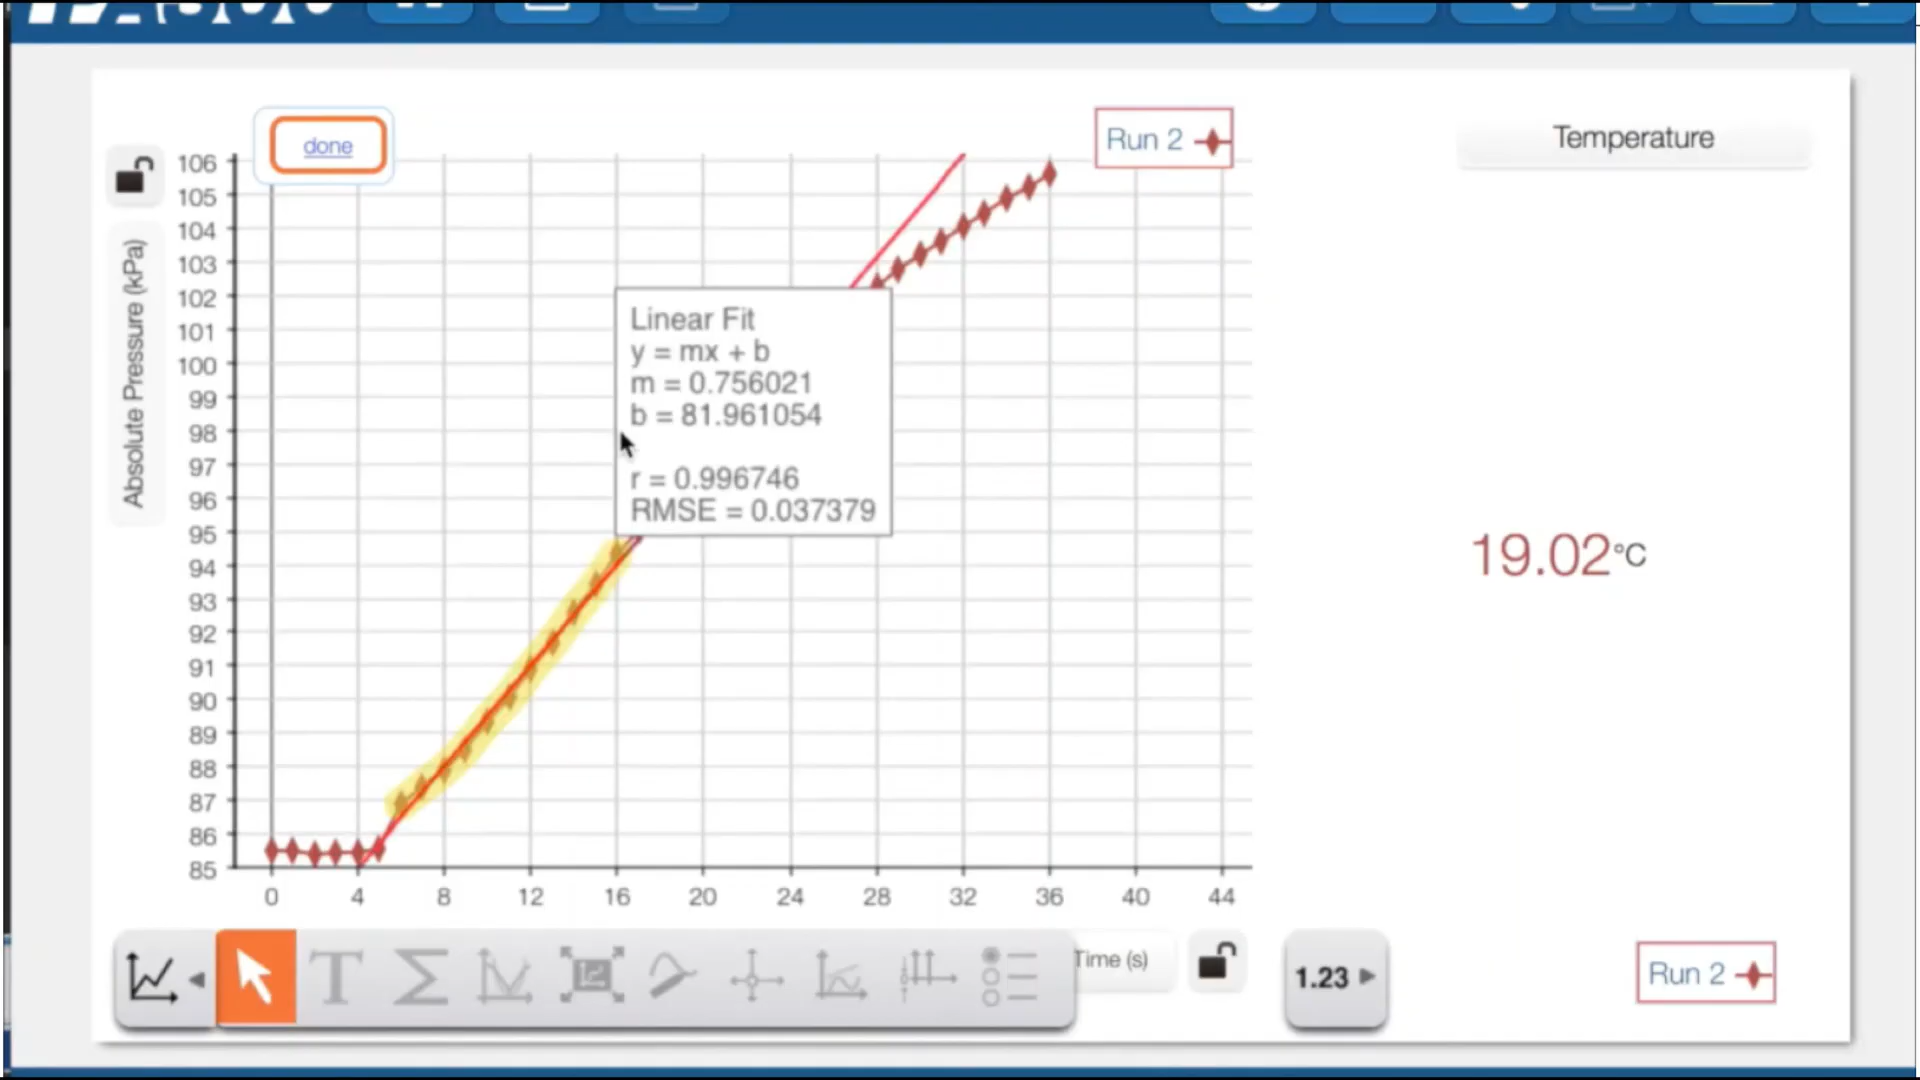 done
Run 2
Temperature
106
105
104
103
102
101
100
99
98
97
96
95
94
93
92
91
90
89
88
87
86
85
Absolute Pressure (kPa)
Linear Fit
y = mx + b
m = 0.756021
b = 81.961054
r = 0.996746
RMSE = 0.037379
19.02°C
0 4 8 12 16 20 24 28 32 36 40 44
Time (s)
1.23
Run 2